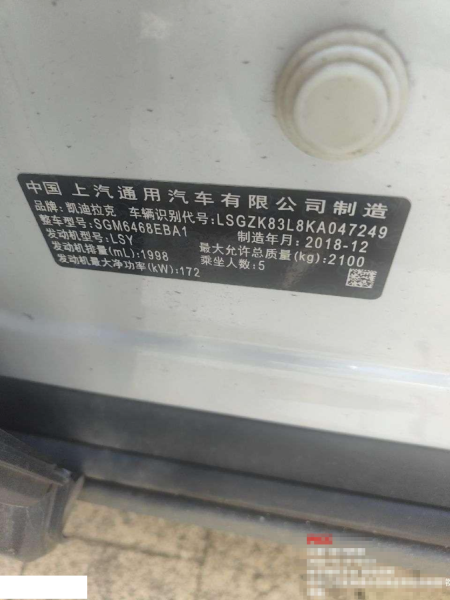 中国 上汽通用汽车有限公司制造
品牌：凯迪拉克 车辆识别代号：LSGZK83L8KA047249
整车型号：SGM6468EBA1 制造年月：2018-12
发动机型号：LSY 最大允许总质量(kg)：2100
发动机排量(mL)：1998 乘坐人数：5
发动机最大净功率(kW)：172